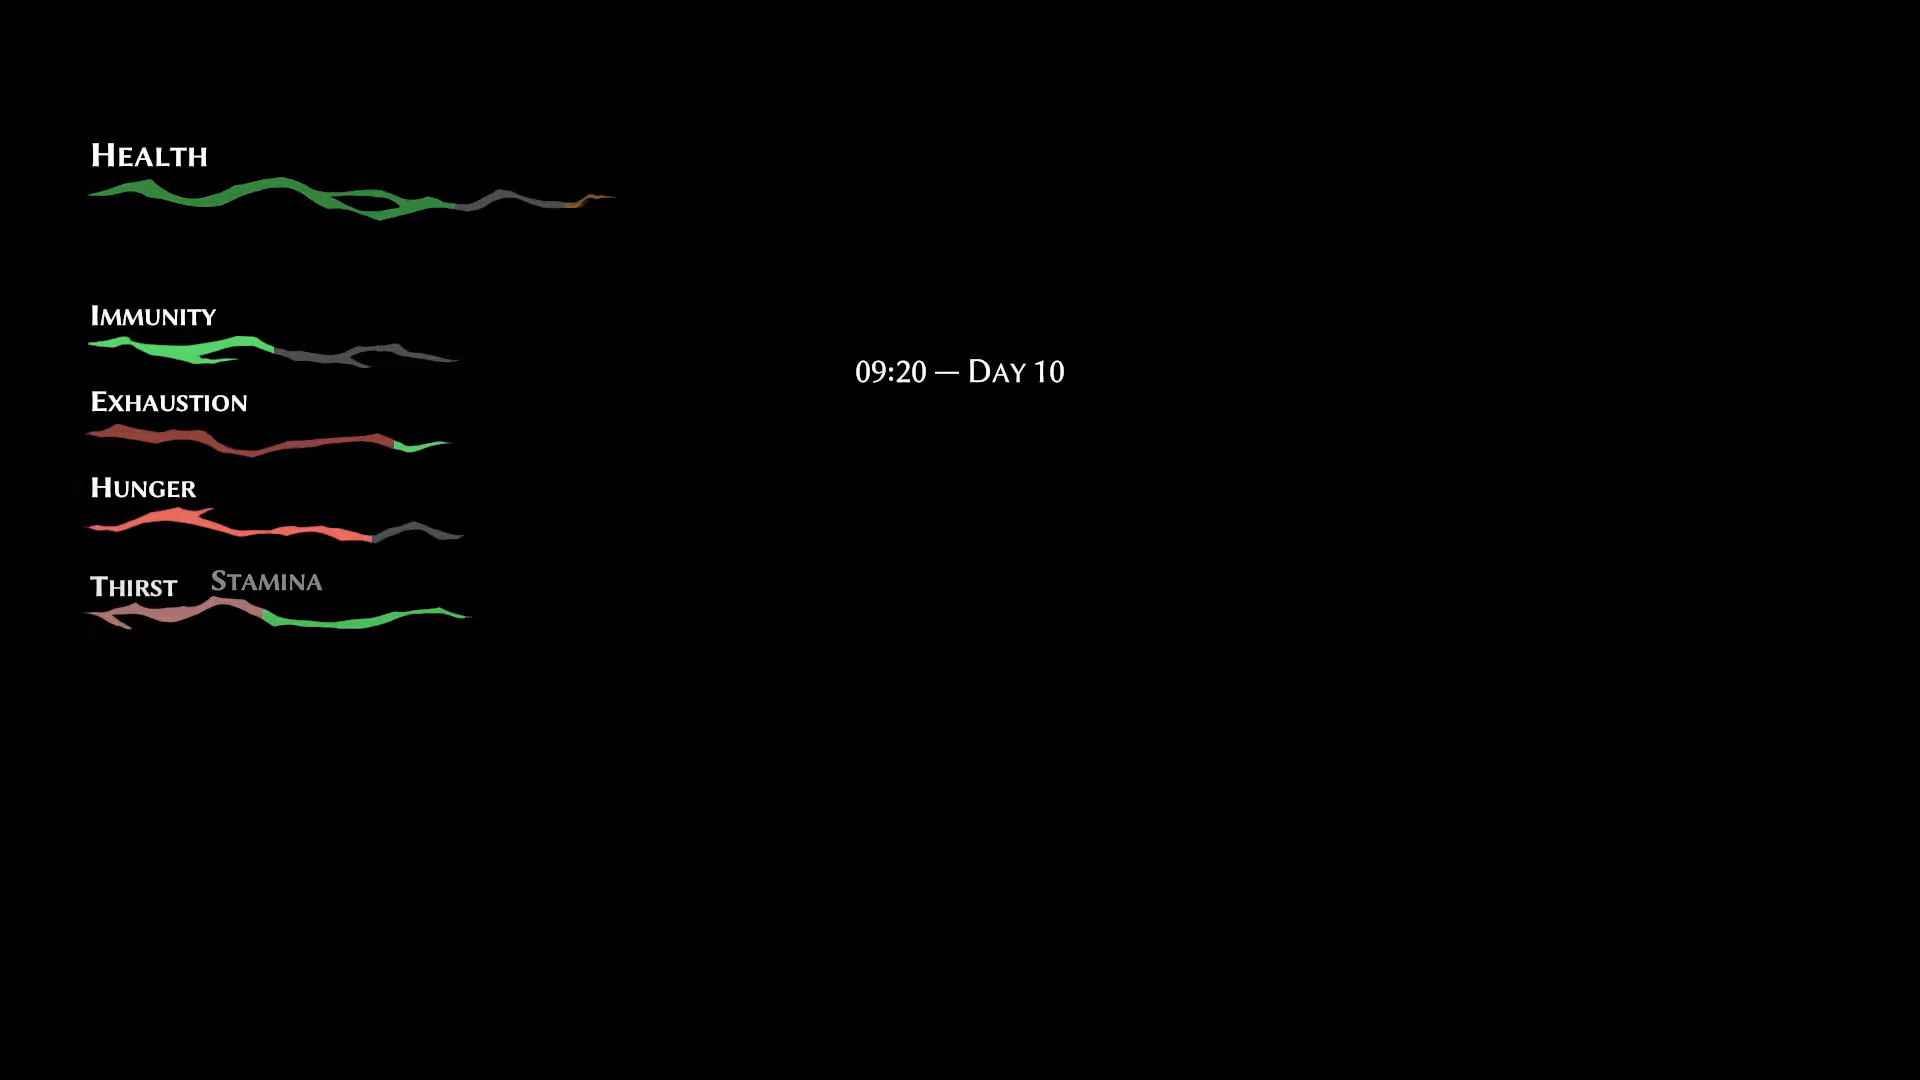 Health
Immunity
09:20 — Day 10
Exhaustion
Hunger
Thirst Stamina